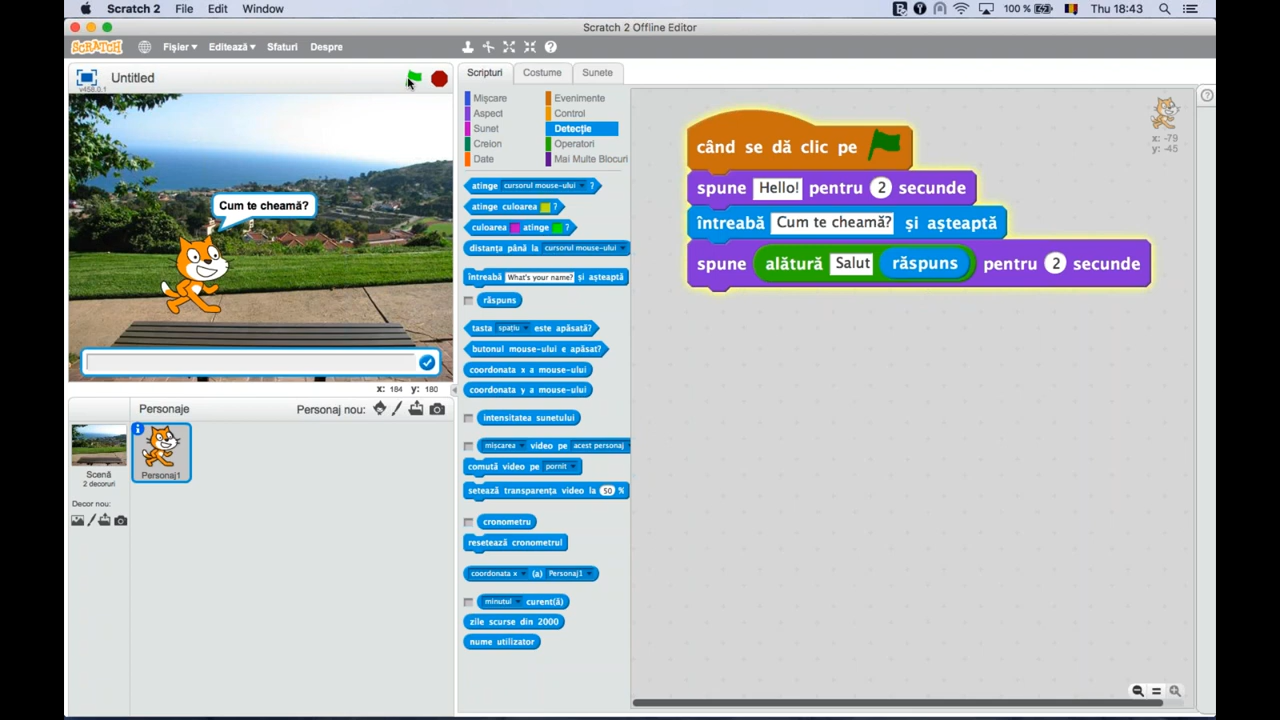 Scratch 2 File Edit Window 100 % Thu 18:43
Scratch 2 Offline Editor
SCRATCH Fișier Editează Sfaturi Despre
Untitled
v458.0.1
Cum te cheamă?
x: 184 y: 180
Personaje Personaj nou:
Scenă
2 decoruri
Decor nou:
Personaj1
Scripturi Costume Sunete
Mișcare Evenimente
Aspect Control
Sunet Detecție
Creion Operatori
Date Mai Multe Blocuri
atinge cursorul mouse-ului ?
atinge culoarea ?
culoarea atinge ?
distanța până la cursorul mouse-ului
întreabă What's your name? și așteaptă
răspuns
tasta spațiu este apăsată?
butonul mouse-ului e apăsat?
coordonata x a mouse-ului
coordonata y a mouse-ului
intensitatea sunetului
mișcarea video pe acest personaj
comută video pe pornit
setează transparența video la 50 %
cronometru
resetează cronometrul
coordonata x (a) Personaj1
minutul curent(ă)
zile scurse din 2000
nume utilizator
când se dă clic pe
spune Hello! pentru 2 secunde
întreabă Cum te cheamă? și așteaptă
spune alătură Salut răspuns pentru 2 secunde
x: -79
y: -45